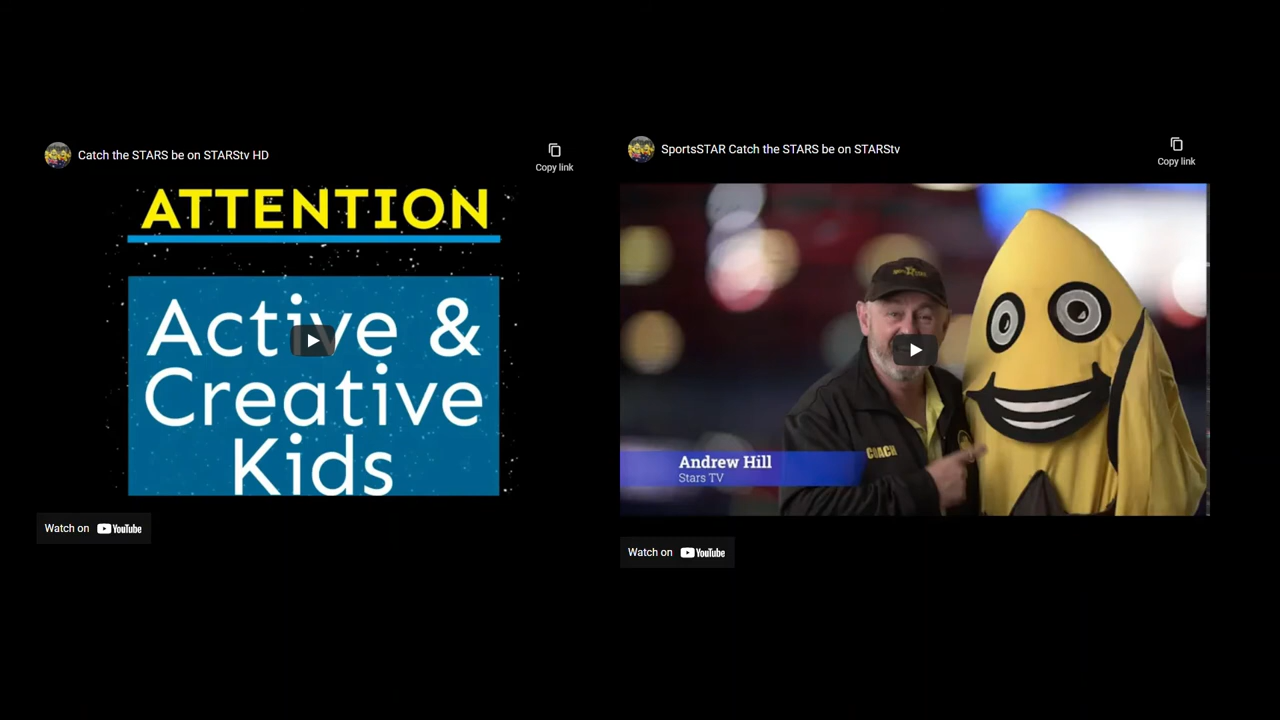 Catch the STARS be on STARStv HD
Copy link
ATTENTION
Active &
Creative
Kids
Watch on YouTube
SportsSTAR Catch the STARS be on STARStv
Copy link
COACH
Andrew Hill
Stars TV
Watch on YouTube